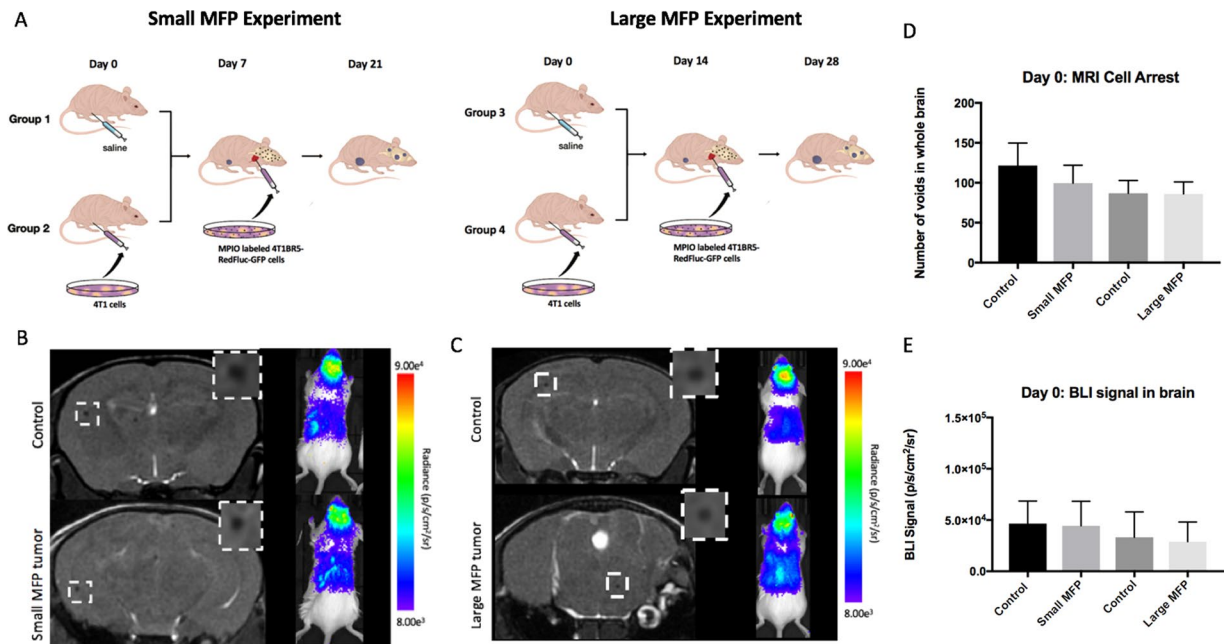 A
Small MFP Experiment
Day 0
Day 7
Day 21
Group 1
saline
Group 2
4T1 cells
MPIO labeled 4T1BR5-
RedFluc-GFP cells
Large MFP Experiment
Day 0
Day 14
Day 28
Group 3
saline
Group 4
4T1 cells
MPIO labeled 4T1BR5-
RedFluc-GFP cells
B
Control
Small MFP tumor
9.00e⁴
Radiance (p/s/cm²/sr)
8.00e³
C
Control
Large MFP tumor
9.00e⁴
Radiance (p/s/cm²/sr)
8.00e³
D
Day 0: MRI Cell Arrest
Number of voids in whole brain
200
150
100
50
0
Control
Small MFP
Control
Large MFP
E
Day 0: BLI signal in brain
BLI Signal (p/s/cm²/sr)
1.5×10⁵
1.0×10⁵
5.0×10⁴
0
Control
Small MFP
Control
Large MFP